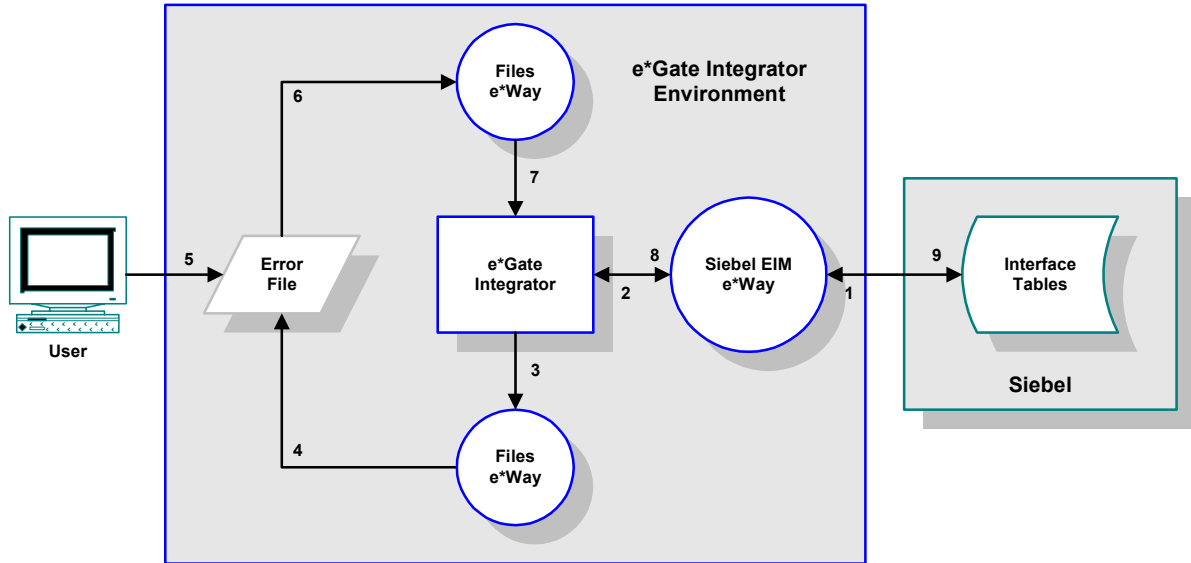 Files
e*Way
e*Gate Integrator
Environment
6
7
5
Error
File
e*Gate
Integrator
8
2
Siebel EIM
e*Way
1
9
Interface
Tables
User
3
Siebel
4
Files
e*Way